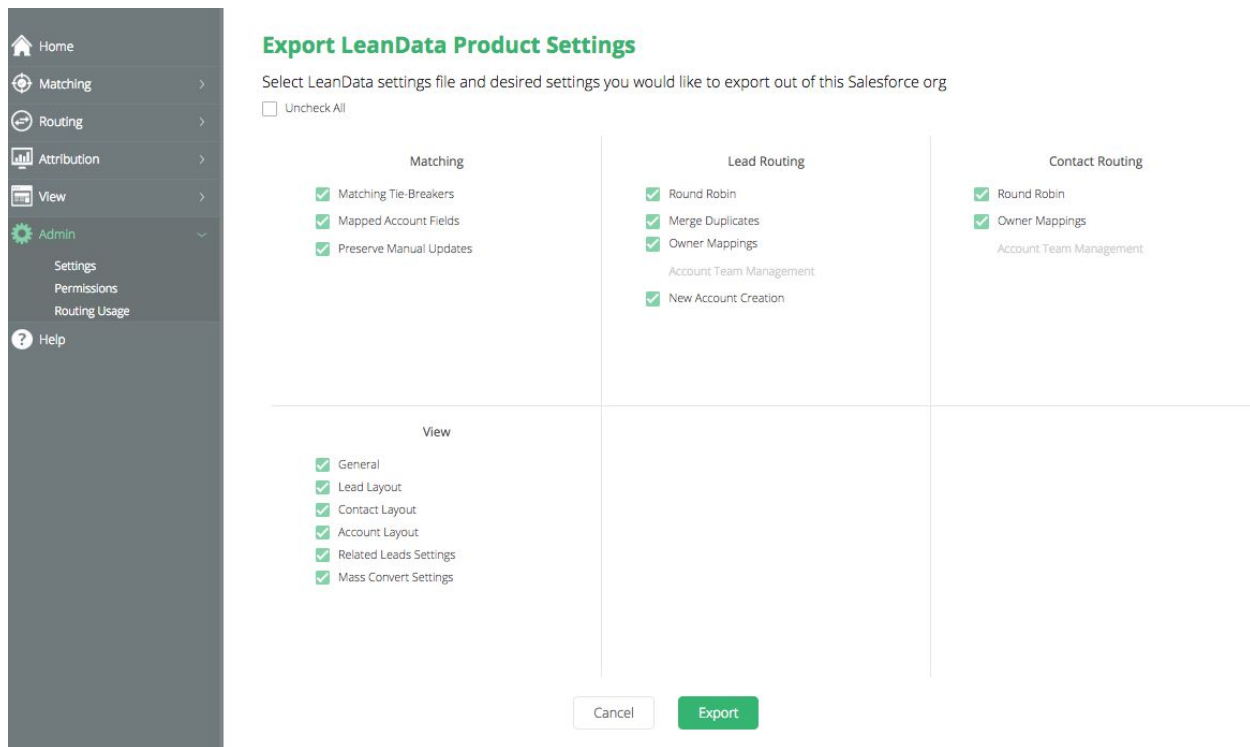 Home
Matching
Routing
Attribution
View
Admin
Settings
Permissions
Routing Usage
Help
Export LeanData Product Settings
Select LeanData settings file and desired settings you would like to export out of this Salesforce org
Uncheck All
Matching
Matching Tie-Breakers
Mapped Account Fields
Preserve Manual Updates
Lead Routing
Round Robin
Merge Duplicates
Owner Mappings
Account Team Management
New Account Creation
Contact Routing
Round Robin
Owner Mappings
Account Team Management
View
General
Lead Layout
Contact Layout
Account Layout
Related Leads Settings
Mass Convert Settings
Cancel
Export